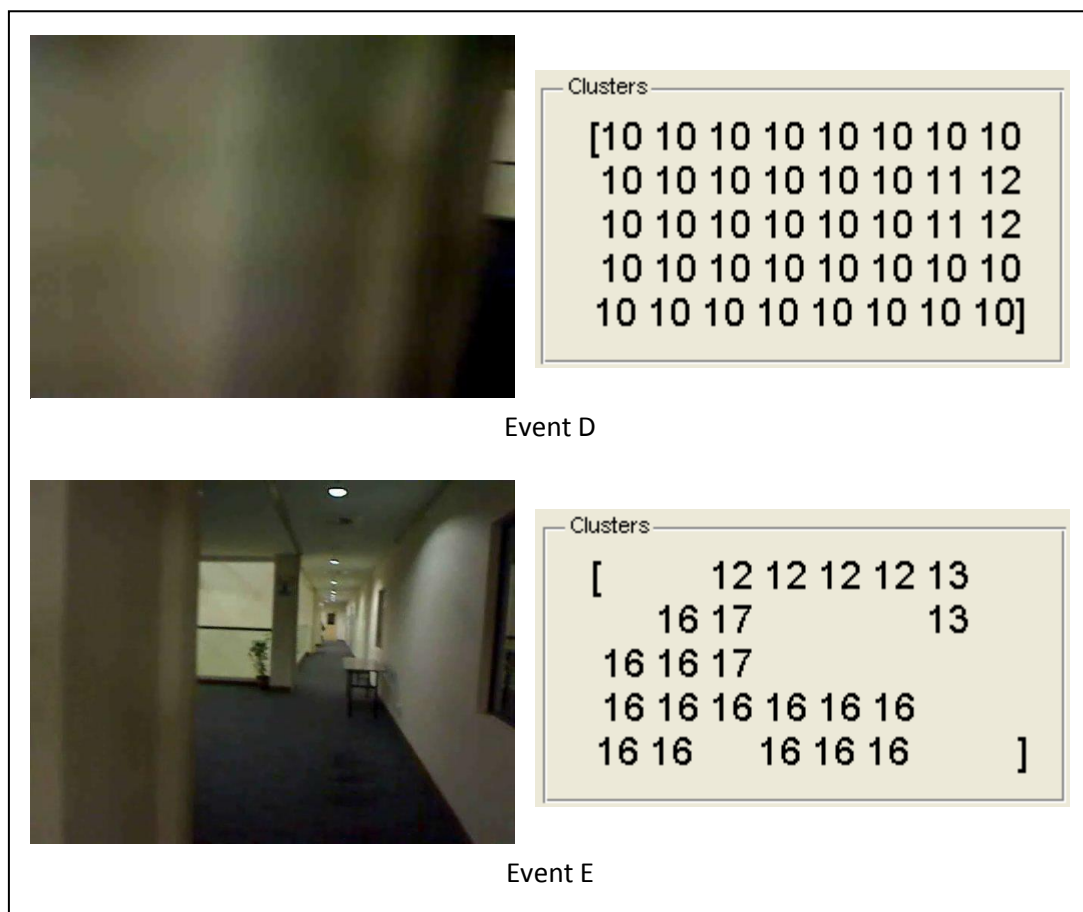 Clusters
[10 10 10 10 10 10 10 10
10 10 10 10 10 10 11 12
10 10 10 10 10 10 11 12
10 10 10 10 10 10 10 10
10 10 10 10 10 10 10 10]
Event D
Clusters
[ 12 12 12 12 13
16 17 13
16 16 17
16 16 16 16 16 16
16 16 16 16 16 ]
Event E